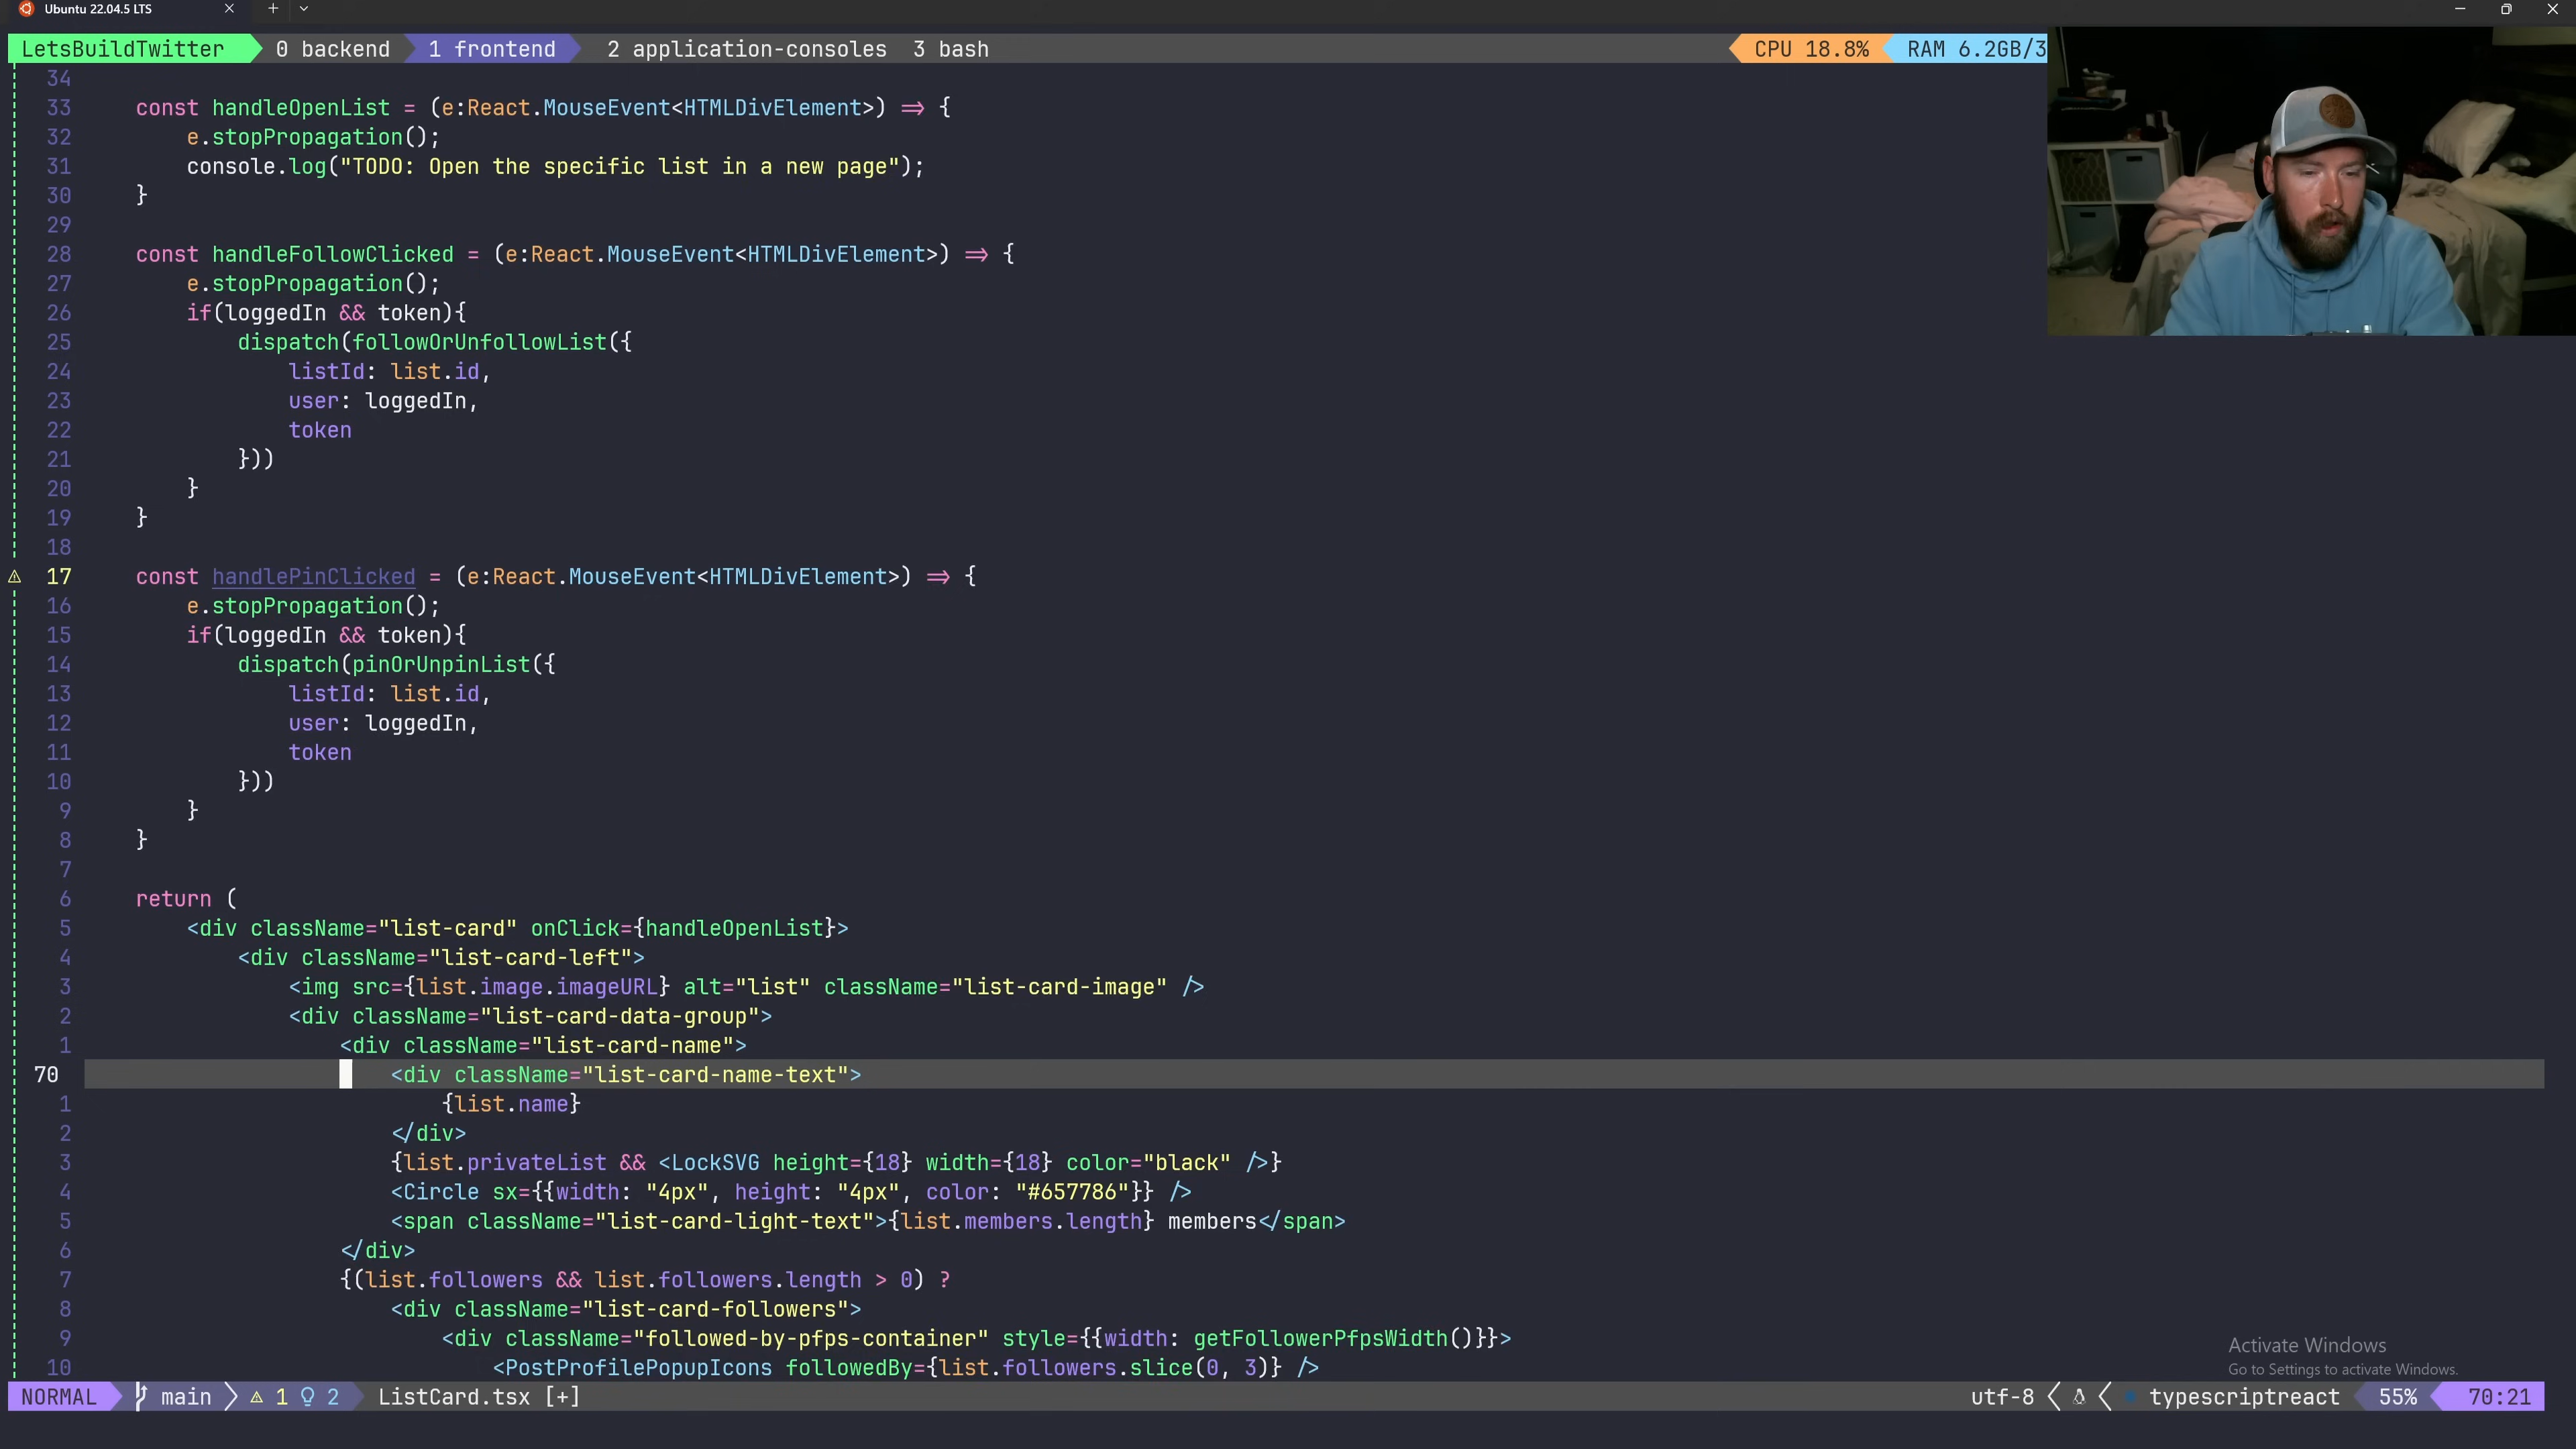 Ubuntu 22.04.5 LTS
LetsBuildTwitter 0 backend 1 frontend 2 application-consoles 3 bash CPU 18.8% RAM 6.2GB/3
34
33 const handleOpenList = (e:React.MouseEvent<HTMLDivElement>) => {
32 e.stopPropagation();
31 console.log("TODO: Open the specific list in a new page");
30 }
29
28 const handleFollowClicked = (e:React.MouseEvent<HTMLDivElement>) => {
27 e.stopPropagation();
26 if(loggedIn && token){
25 dispatch(followOrUnfollowList({
24 listId: list.id,
23 user: loggedIn,
22 token
21 }))
20 }
19 }
18
17 const handlePinClicked = (e:React.MouseEvent<HTMLDivElement>) => {
16 e.stopPropagation();
15 if(loggedIn && token){
14 dispatch(pinOrUnpinList({
13 listId: list.id,
12 user: loggedIn,
11 token
10 }))
9 }
8 }
7
6 return (
5 <div className="list-card" onClick={handleOpenList}>
4 <div className="list-card-left">
3 <img src={list.image.imageURL} alt="list" className="list-card-image" />
2 <div className="list-card-data-group">
1 <div className="list-card-name">
70 <div className="list-card-name-text">
1 {list.name}
2 </div>
3 {list.privateList && <LockSVG height={18} width={18} color="black" />}
4 <Circle sx={{width: "4px", height: "4px", color: "#657786"}} />
5 <span className="list-card-light-text">{list.members.length} members</span>
6 </div>
7 {(list.followers && list.followers.length > 0) ?
8 <div className="list-card-followers">
9 <div className="followed-by-pfps-container" style={{width: getFollowerPfpsWidth()}}>
10 <PostProfilePopupIcons followedBy={list.followers.slice(0, 3)} />
Activate Windows
Go to Settings to activate Windows.
NORMAL main 1 2 ListCard.tsx [+] utf-8 typescriptreact 55% 70:21